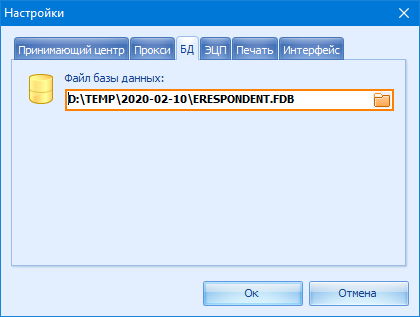 Настройки
Принимающий центр Прокси БД ЭЦП Печать Интерфейс
Файл базы данных:
D:\TEMP\2020-02-10\ERESPONDENT.FDB
Ок Отмена